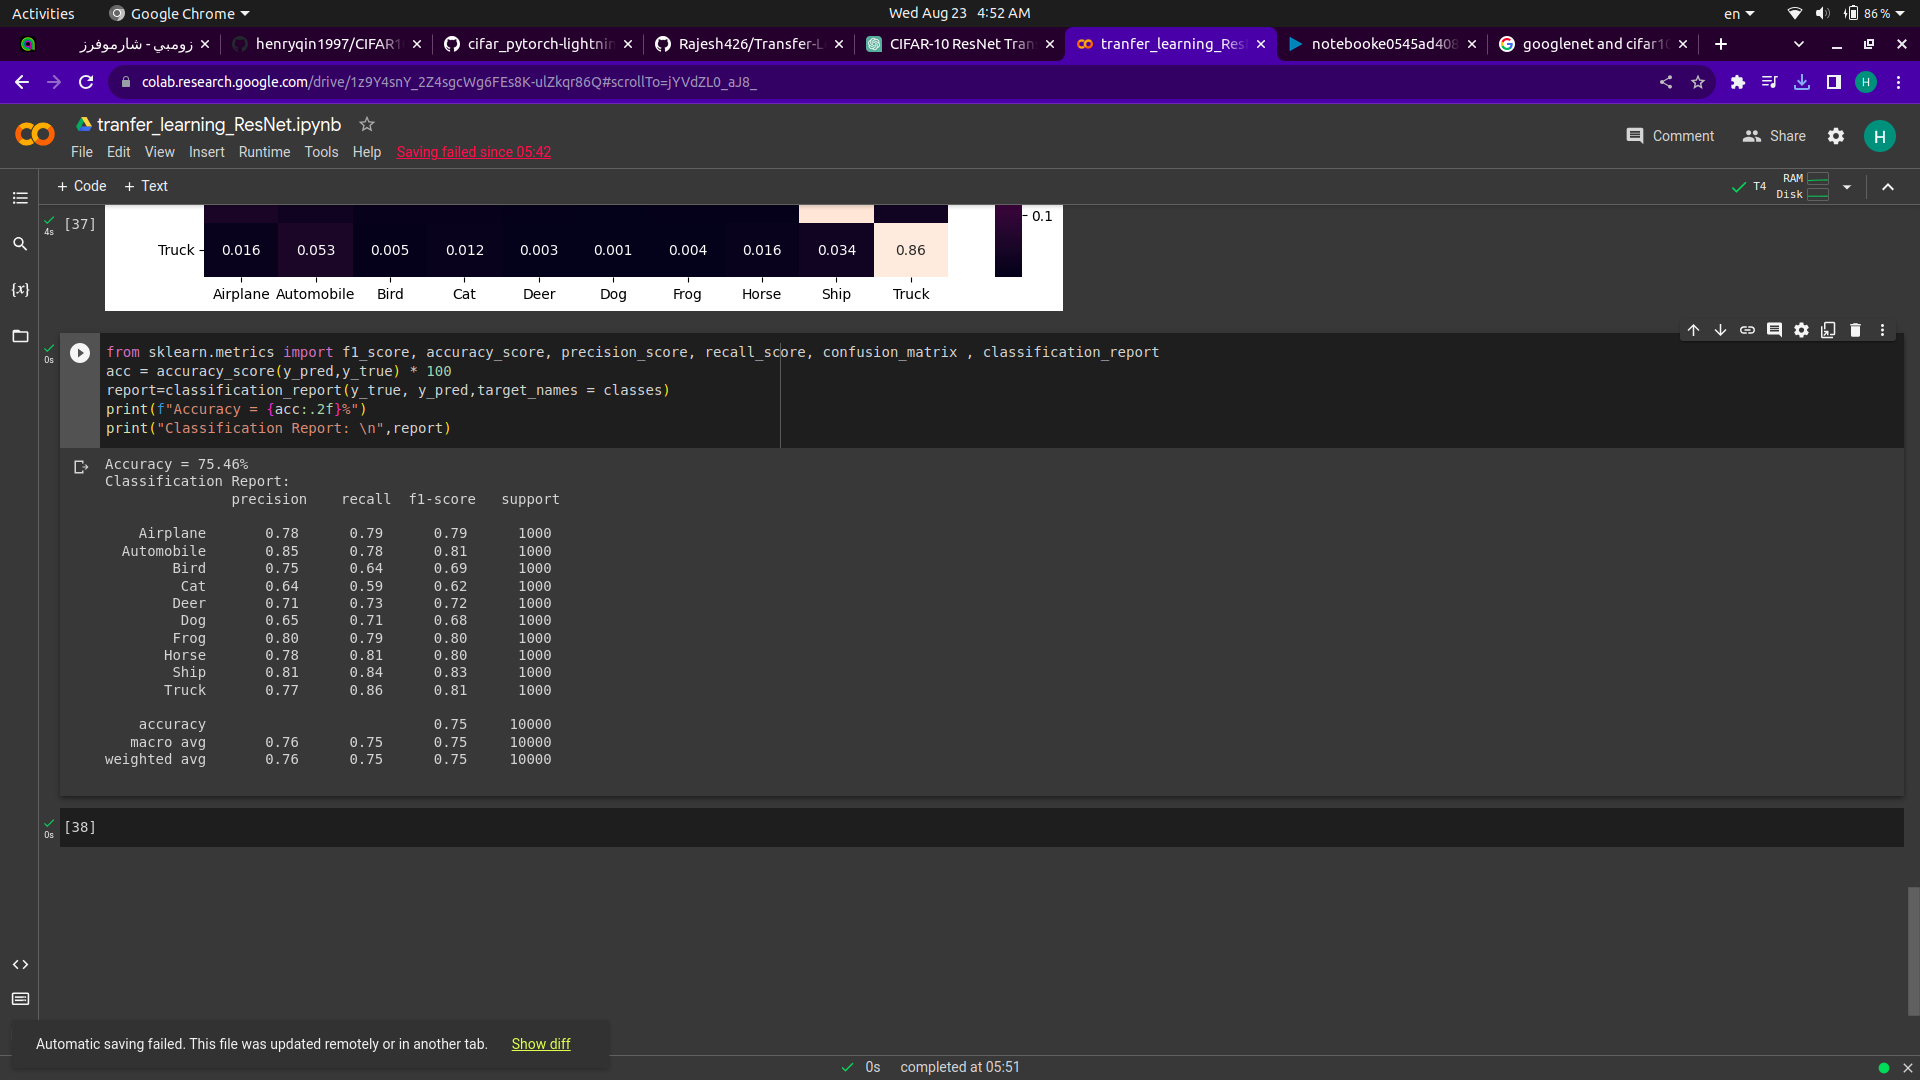 Activities Google Chrome Wed Aug 23 4:52 AM en 86 %
زومبي - شارموفرز henryqin1997/CIFAR1 cifar_pytorch-lightnin Rajesh426/Transfer-L CIFAR-10 ResNet Tran tranfer_learning_Res notebooke0545ad408 googlenet and cifar10
colab.research.google.com/drive/1z9Y4snY_2Z4sgcWg6FEs8K-ulZkqr86Q#scrollTo=jYVdZL0_aJ8_ H
tranfer_learning_ResNet.ipynb
File Edit View Insert Runtime Tools Help Saving failed since 05:42 Comment Share H
+ Code + Text T4 RAM
Disk
[37] 4s 0.1
Truck 0.016 0.053 0.005 0.012 0.003 0.001 0.004 0.016 0.034 0.86
Airplane Automobile Bird Cat Deer Dog Frog Horse Ship Truck
{x}
0s
from sklearn.metrics import f1_score, accuracy_score, precision_score, recall_score, confusion_matrix , classification_report
acc = accuracy_score(y_pred,y_true) * 100
report=classification_report(y_true, y_pred,target_names = classes)
print(f"Accuracy = {acc:.2f}%")
print("Classification Report: \n",report)
Accuracy = 75.46%
Classification Report:
precision recall f1-score support
Airplane 0.78 0.79 0.79 1000
Automobile 0.85 0.78 0.81 1000
Bird 0.75 0.64 0.69 1000
Cat 0.64 0.59 0.62 1000
Deer 0.71 0.73 0.72 1000
Dog 0.65 0.71 0.68 1000
Frog 0.80 0.79 0.80 1000
Horse 0.78 0.81 0.80 1000
Ship 0.81 0.84 0.83 1000
Truck 0.77 0.86 0.81 1000
accuracy 0.75 10000
macro avg 0.76 0.75 0.75 10000
weighted avg 0.76 0.75 0.75 10000
[38] 0s
Automatic saving failed. This file was updated remotely or in another tab. Show diff
0s completed at 05:51